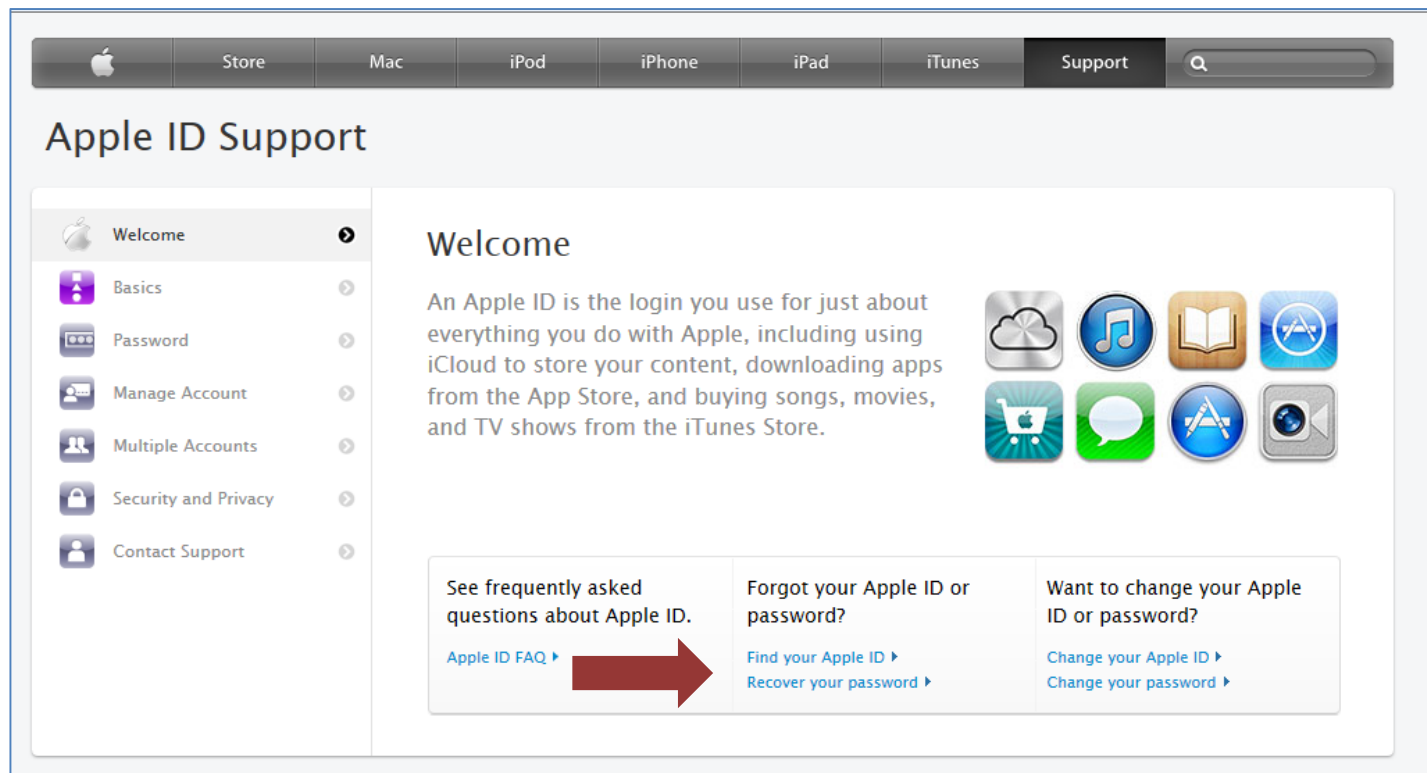 Store Mac iPod iPhone iPad iTunes Support
Apple ID Support
Welcome
Basics
Password
Manage Account
Multiple Accounts
Security and Privacy
Contact Support
Welcome
An Apple ID is the login you use for just about
everything you do with Apple, including using
iCloud to store your content, downloading apps
from the App Store, and buying songs, movies,
and TV shows from the iTunes Store.
See frequently asked
questions about Apple ID.
Apple ID FAQ
Forgot your Apple ID or
password?
Find your Apple ID
Recover your password
Want to change your Apple
ID or password?
Change your Apple ID
Change your password